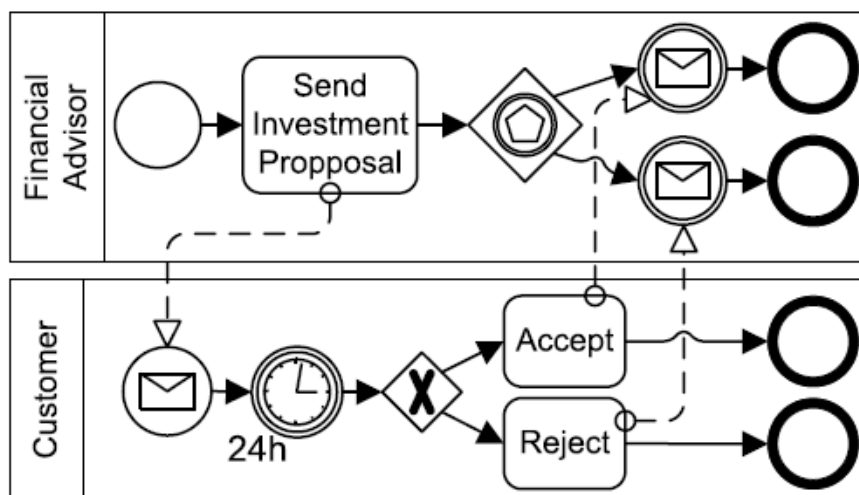 Financial
Advisor
Send
Investment
Propposal
Customer
24h
X
Accept
Reject